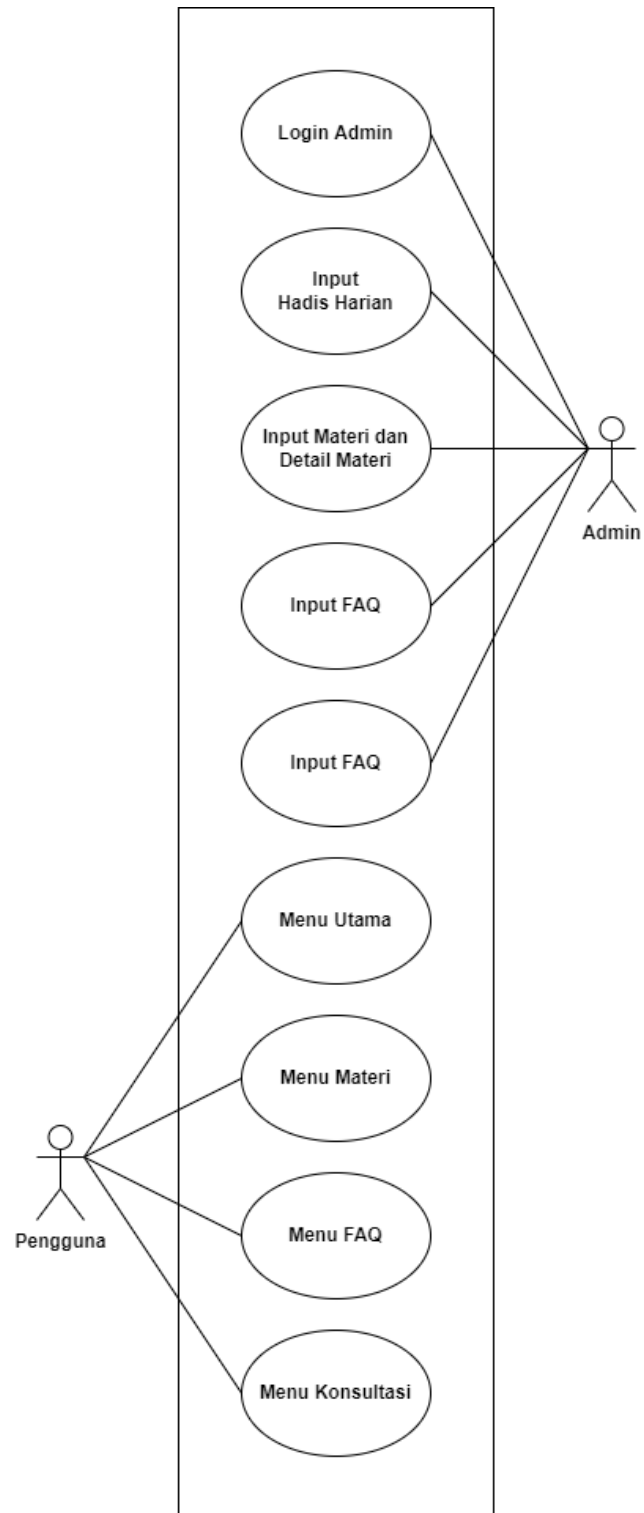 Login Admin
Input
Hadis Harian
Input Materi dan
Detail Materi
Admin
Input FAQ
Input FAQ
Menu Utama
Menu Materi
Pengguna
Menu FAQ
Menu Konsultasi